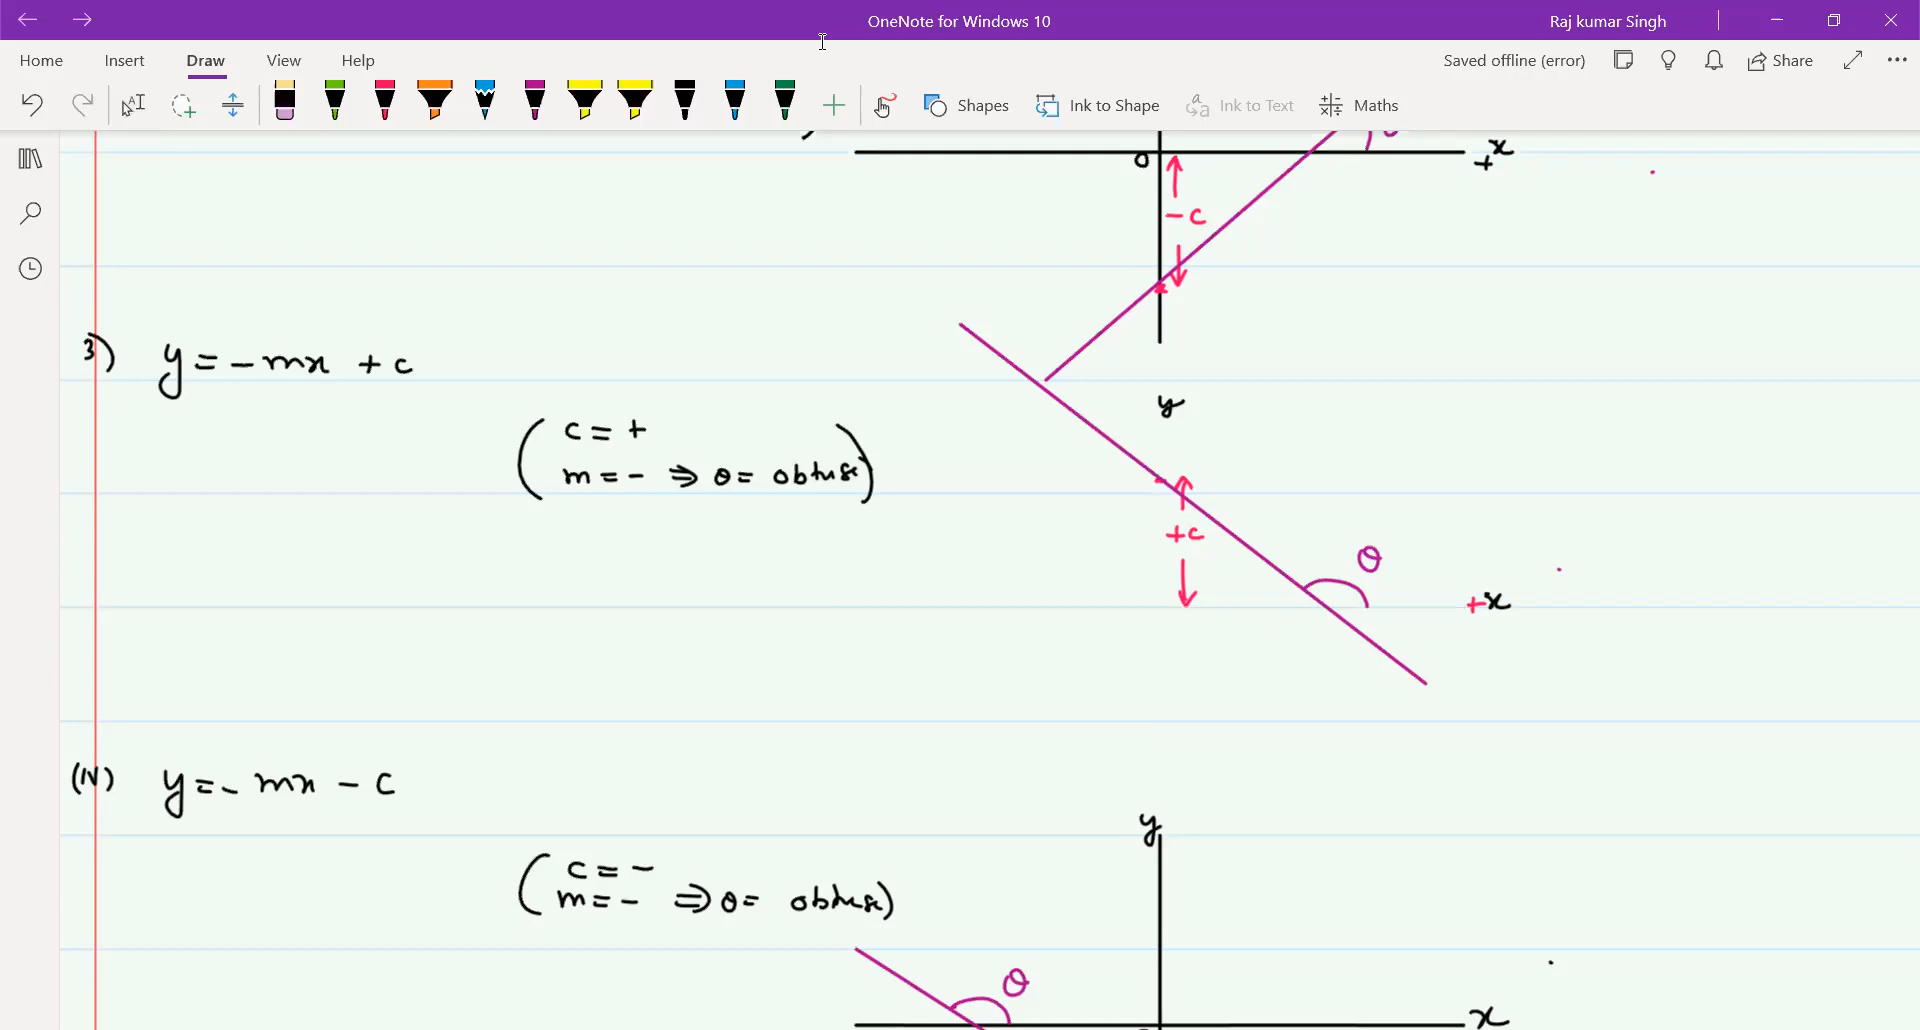 OneNote for Windows 10
Raj kumar Singh
Home Insert Draw View Help
Saved offline (error) Share
Shapes Ink to Shape Ink to Text Maths
0
+x
-c
3) y = -mx + c
y
( c = +
m = - ⇒ θ = obtuse )
+c
θ
+x
(IV) y = - mx - c
y
( c = -
m = - ⇒ θ = obtuse )
θ
x